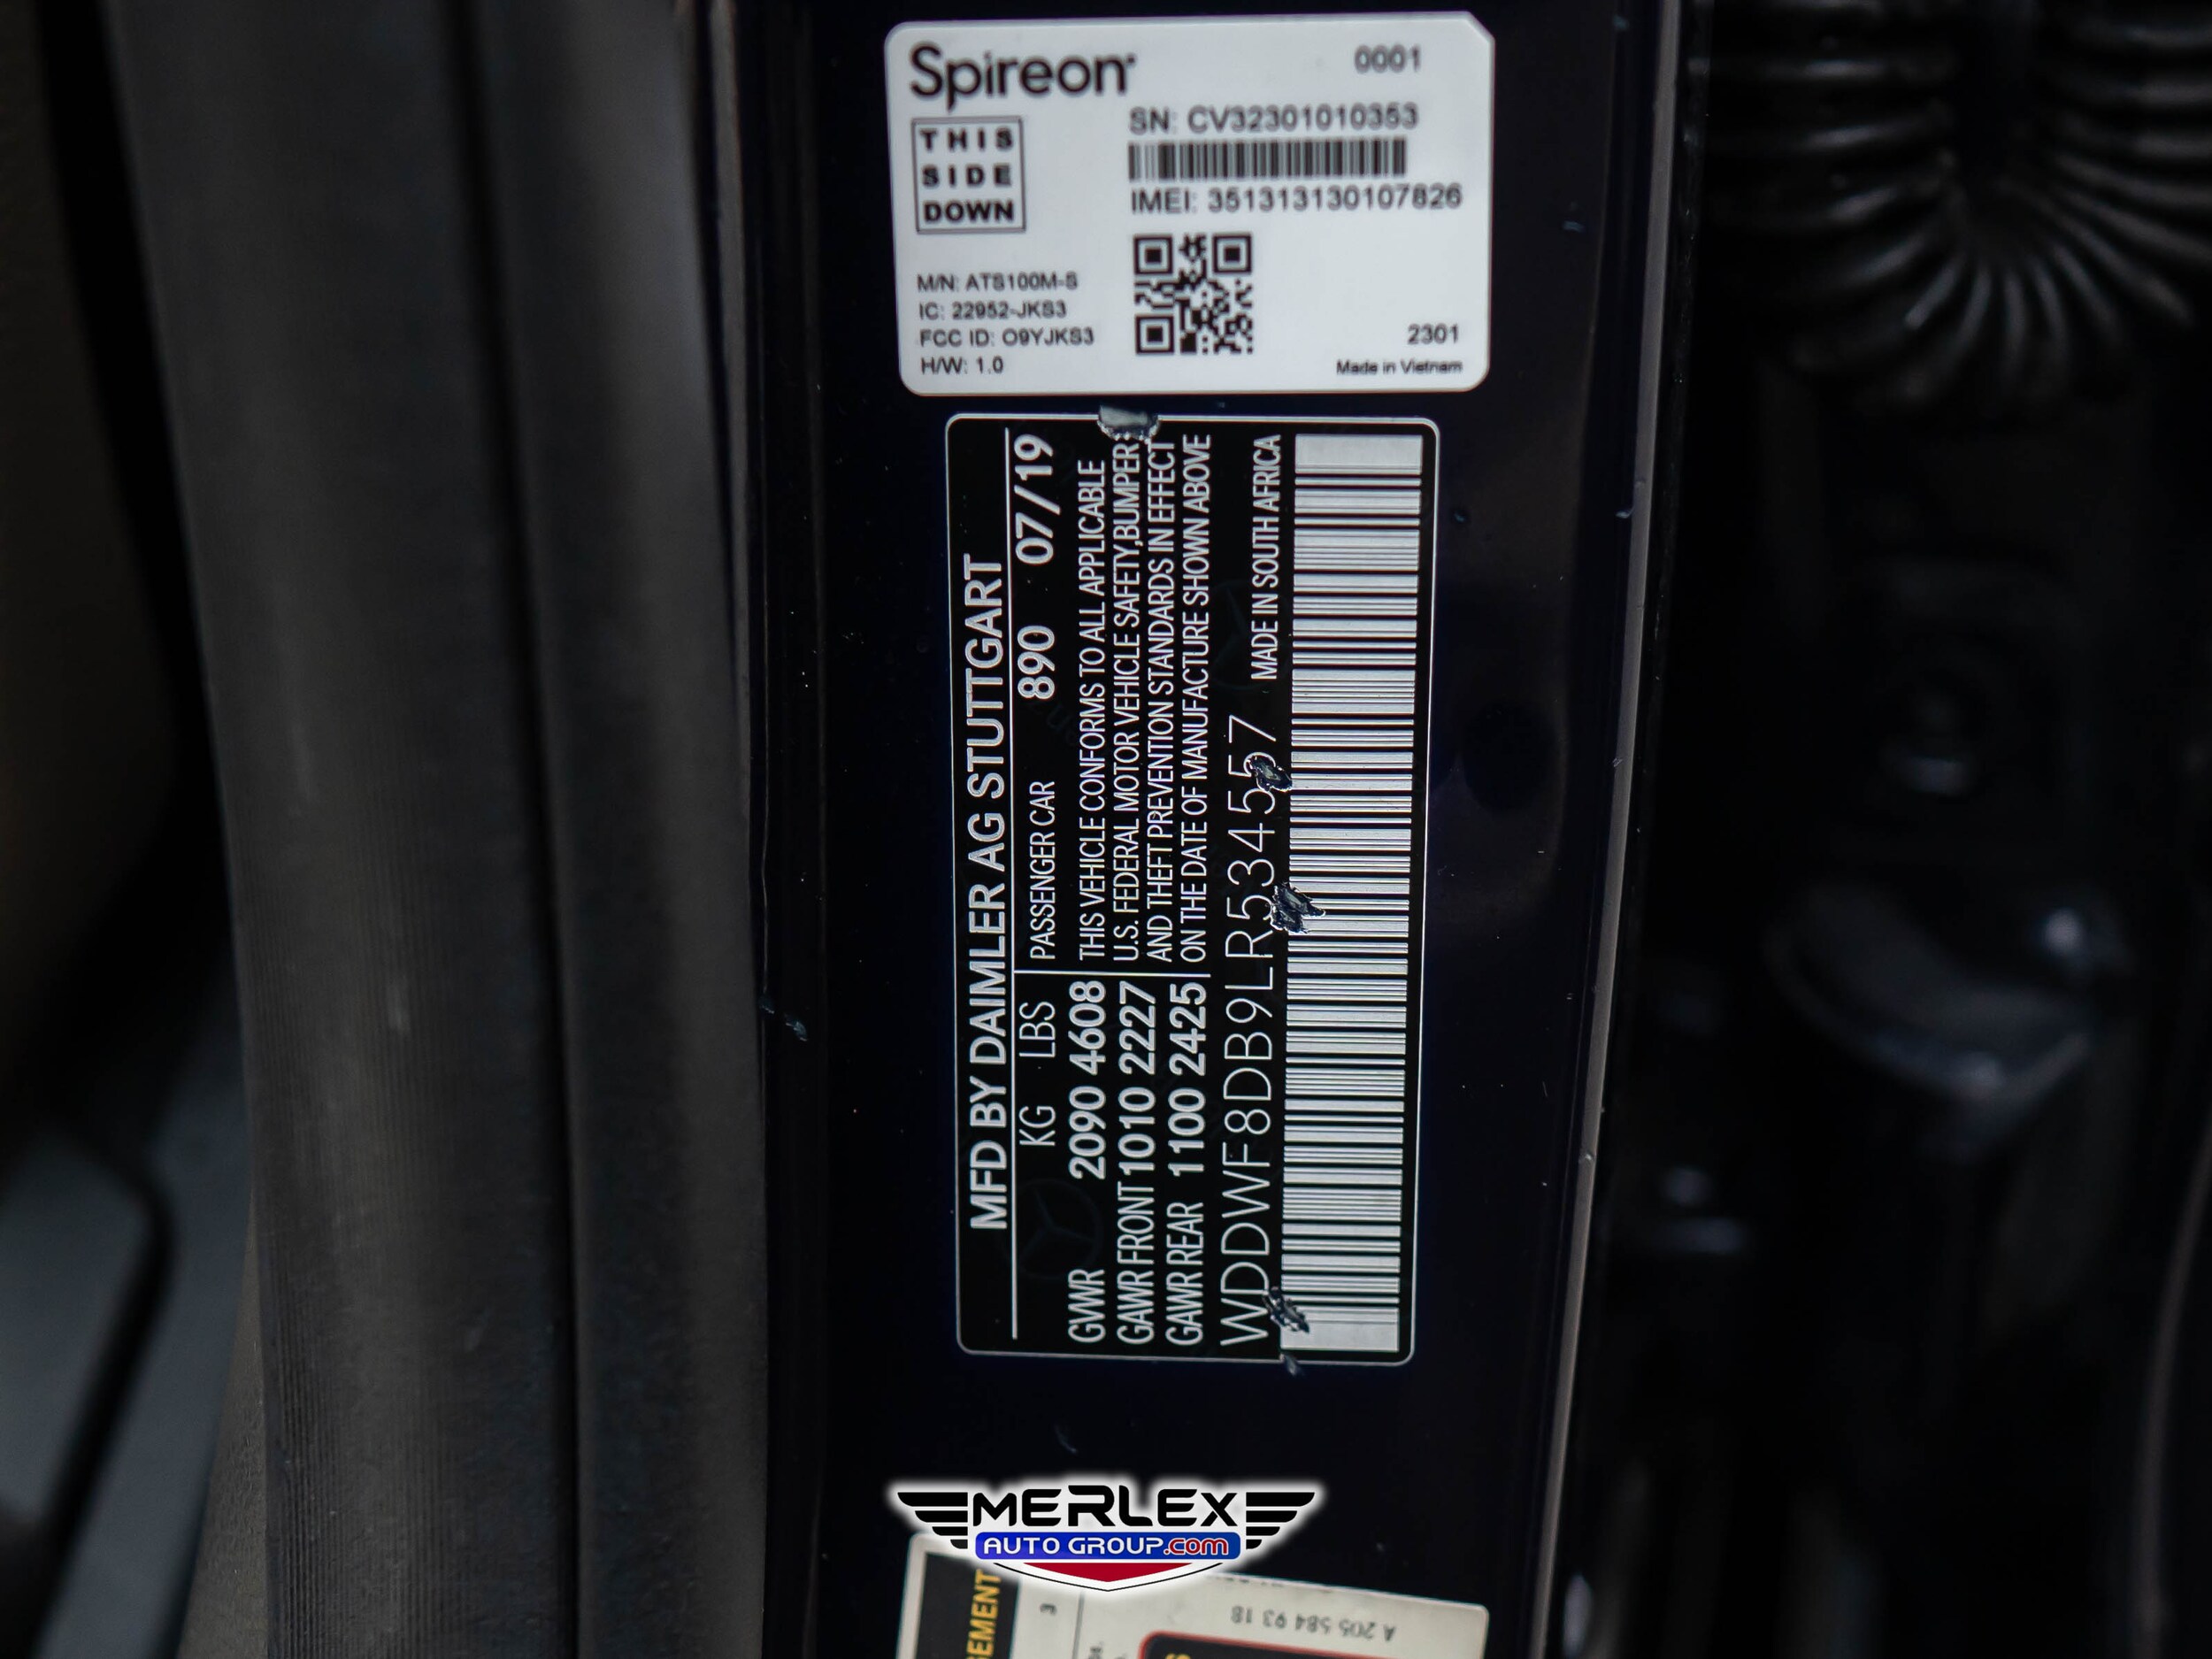 Spireon
0001
THIS
SIDE
DOWN
SN: CV32301010353
IMEI: 351313130107826
M/N: ATS100M-S
IC: 22952-JKS3
FCC ID: O9YJKS3
H/W: 1.0
2301
Made in Vietnam
MFD BY DAIMLER AG STUTTGART
KG LBS
GVWR 2090 4608
GAWR FRONT 1010 2227
GAWR REAR 1100 2425
PASSENGER CAR 890 07/19
THIS VEHICLE CONFORMS TO ALL APPLICABLE
U.S. FEDERAL MOTOR VEHICLE SAFETY,BUMPER,
AND THEFT PREVENTION STANDARDS IN EFFECT
ON THE DATE OF MANUFACTURE SHOWN ABOVE
WDDWF8DB9LR534557 MADE IN SOUTH AFRICA
MERLEX
AUTO GROUP.com
A 205 584 93 18
3